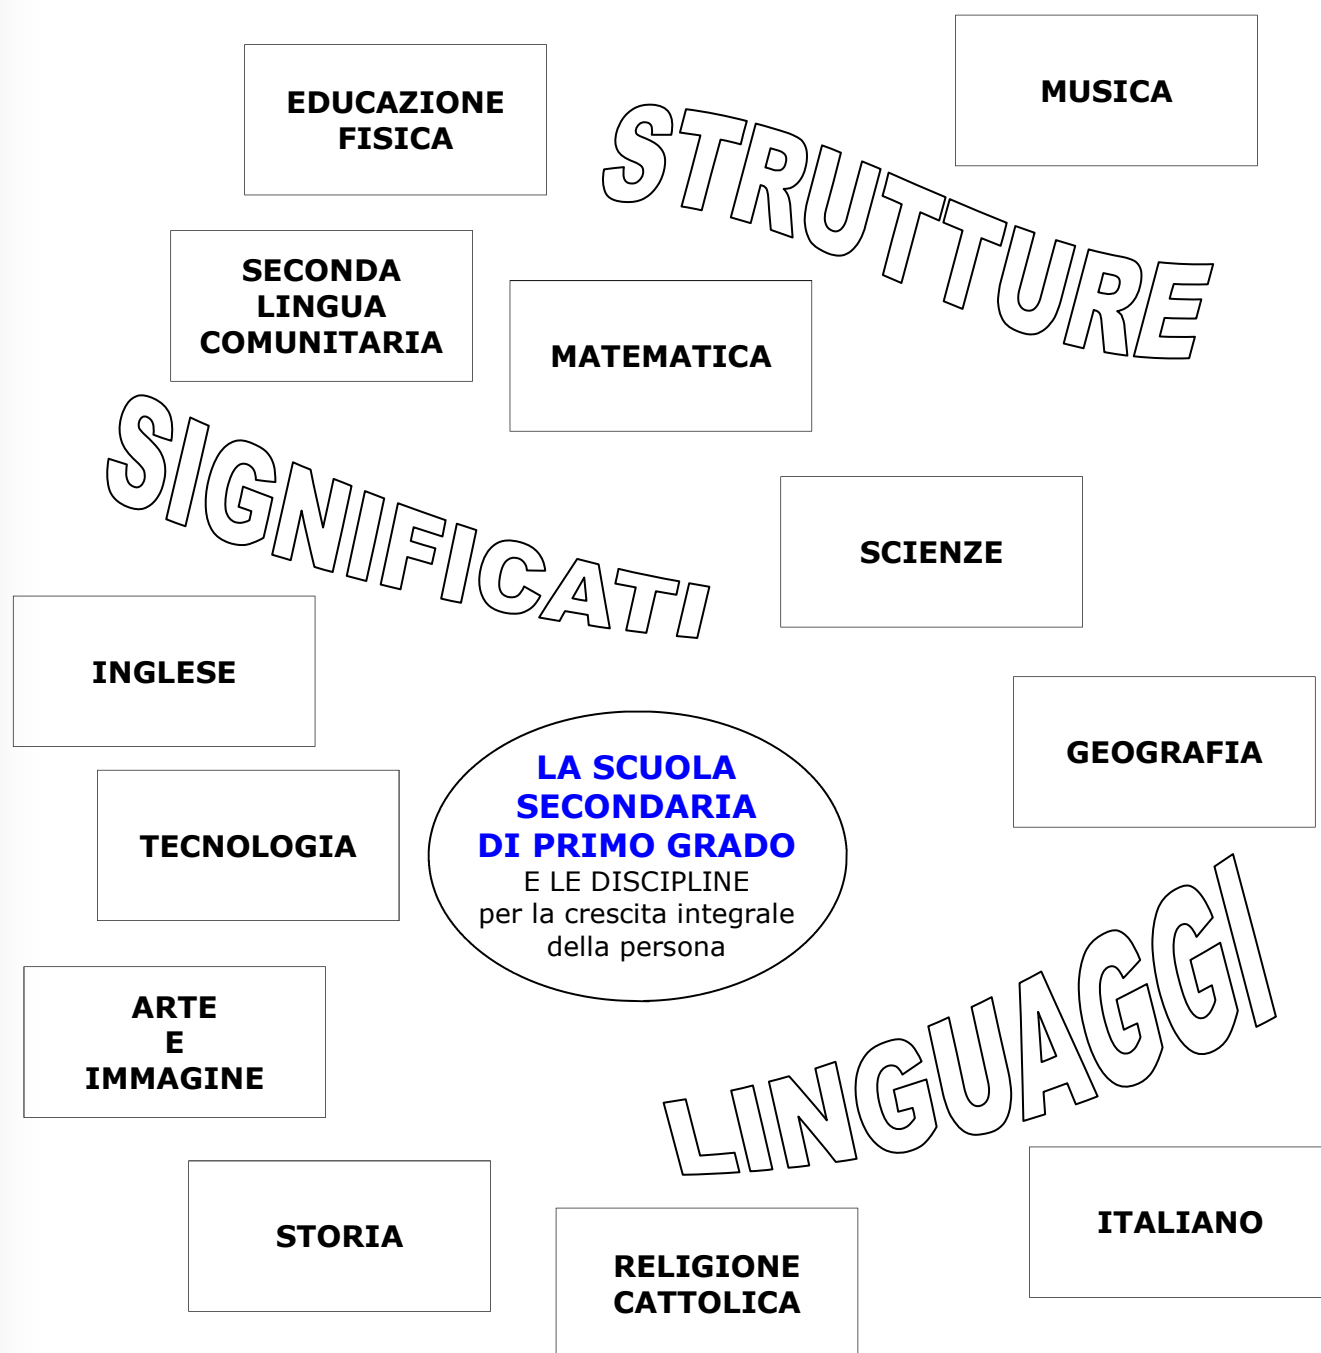 MUSICA
EDUCAZIONE
FISICA
STRUTTURE
SECONDA
LINGUA
COMUNITARIA
MATEMATICA
SIGNIFICATI
SCIENZE
INGLESE
GEOGRAFIA
TECNOLOGIA
LA SCUOLA
SECONDARIA
DI PRIMO GRADO
E LE DISCIPLINE
per la crescita integrale
della persona
ARTE
E
IMMAGINE
LINGUAGGI
STORIA
RELIGIONE
CATTOLICA
ITALIANO